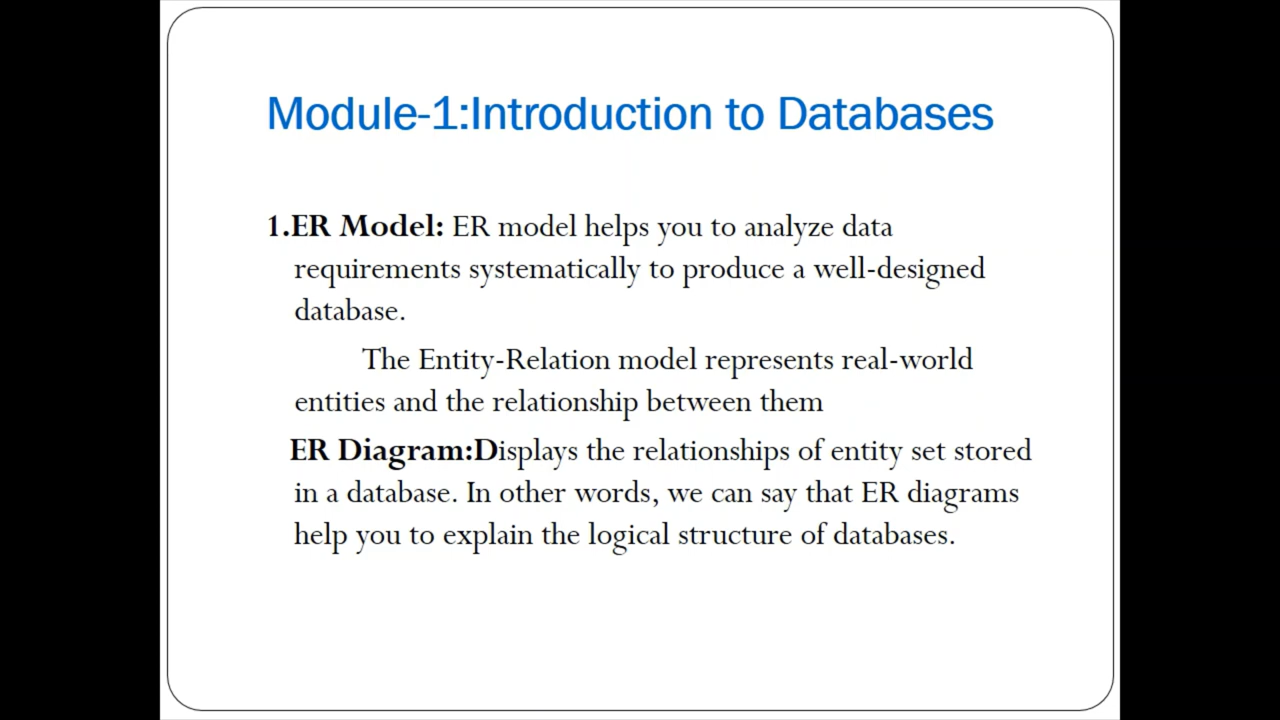 Module-1:Introduction to Databases
1.ER Model: ER model helps you to analyze data
requirements systematically to produce a well-designed
database.
The Entity-Relation model represents real-world
entities and the relationship between them
ER Diagram:Displays the relationships of entity set stored
in a database. In other words, we can say that ER diagrams
help you to explain the logical structure of databases.